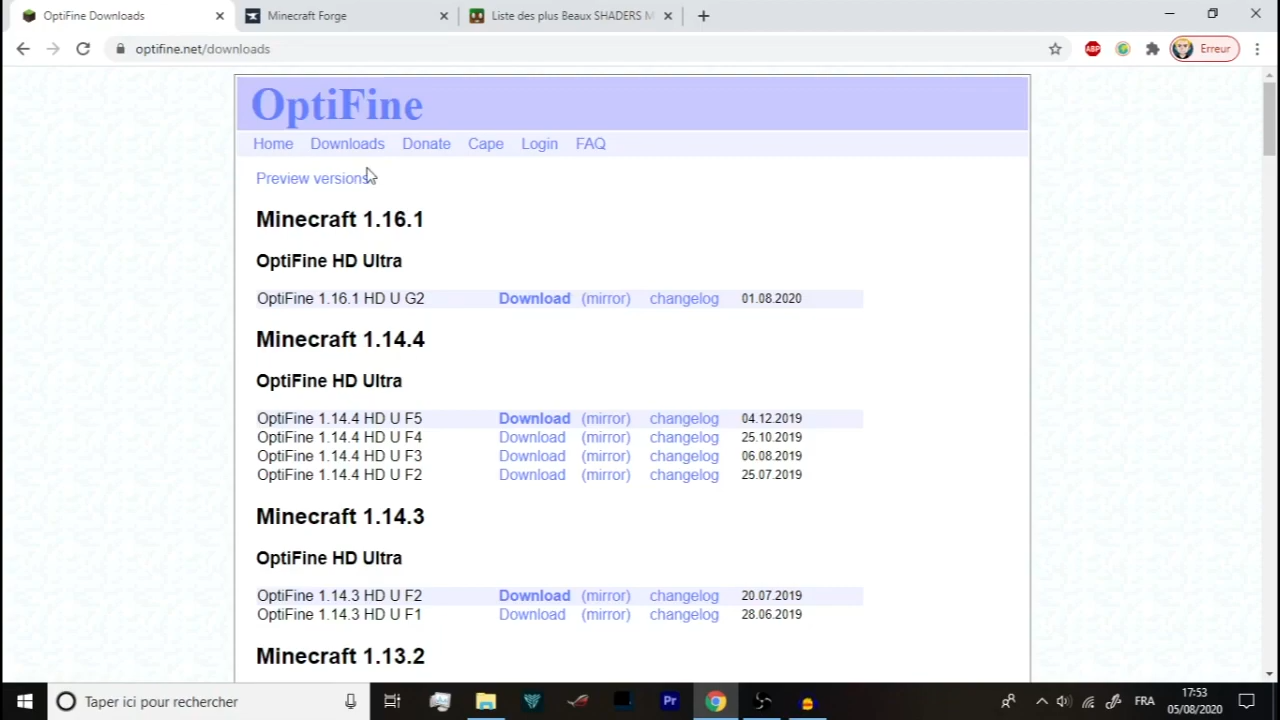 OptiFine Downloads
Minecraft Forge
Liste des plus Beaux SHADERS M
optifine.net/downloads
ABP
Erreur
OptiFine
Home Downloads Donate Cape Login FAQ
Preview versions
Minecraft 1.16.1
OptiFine HD Ultra
OptiFine 1.16.1 HD U G2 Download (mirror) changelog 01.08.2020
Minecraft 1.14.4
OptiFine HD Ultra
OptiFine 1.14.4 HD U F5 Download (mirror) changelog 04.12.2019
OptiFine 1.14.4 HD U F4 Download (mirror) changelog 25.10.2019
OptiFine 1.14.4 HD U F3 Download (mirror) changelog 06.08.2019
OptiFine 1.14.4 HD U F2 Download (mirror) changelog 25.07.2019
Minecraft 1.14.3
OptiFine HD Ultra
OptiFine 1.14.3 HD U F2 Download (mirror) changelog 20.07.2019
OptiFine 1.14.3 HD U F1 Download (mirror) changelog 28.06.2019
Minecraft 1.13.2
Taper ici pour rechercher
Pr
FRA
17:53
05/08/2020